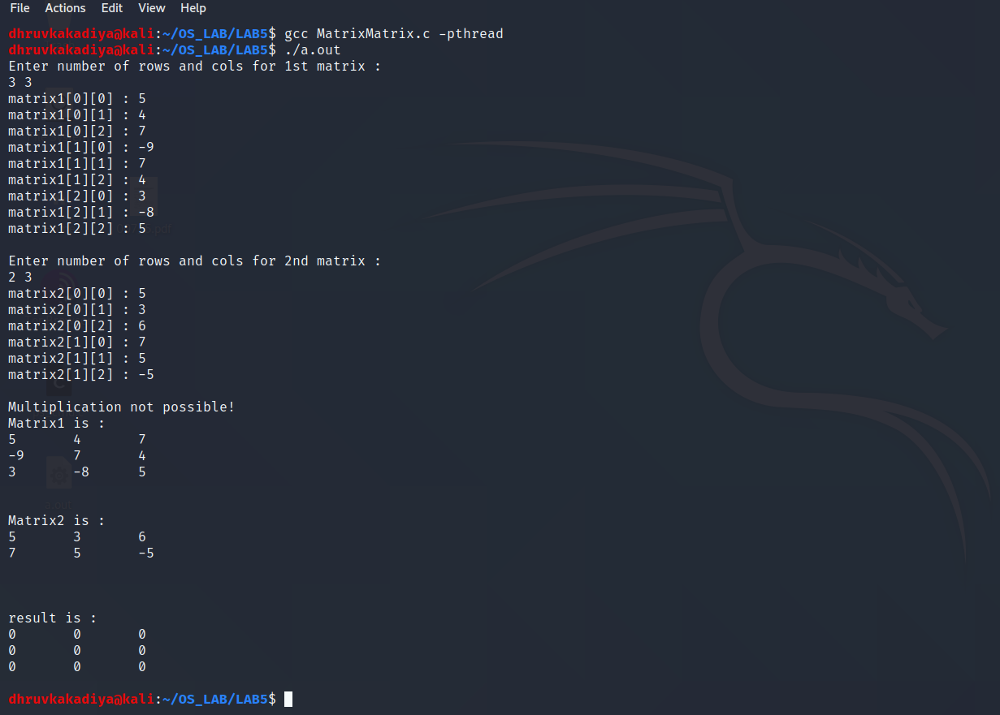 File Actions Edit View Help
dhruvkakadiya@kali:~/OS_LAB/LAB5$ gcc MatrixMatrix.c -pthread
dhruvkakadiya@kali:~/OS_LAB/LAB5$ ./a.out
Enter number of rows and cols for 1st matrix :
3 3
matrix1[0][0] : 5
matrix1[0][1] : 4
matrix1[0][2] : 7
matrix1[1][0] : -9
matrix1[1][1] : 7
matrix1[1][2] : 4
matrix1[2][0] : 3
matrix1[2][1] : -8
matrix1[2][2] : 5
Enter number of rows and cols for 2nd matrix :
2 3
matrix2[0][0] : 5
matrix2[0][1] : 3
matrix2[0][2] : 6
matrix2[1][0] : 7
matrix2[1][1] : 5
matrix2[1][2] : -5
Multiplication not possible!
Matrix1 is :
5 4 7
-9 7 4
3 -8 5
Matrix2 is :
5 3 6
7 5 -5
result is :
0 0 0
0 0 0
0 0 0
dhruvkakadiya@kali:~/OS_LAB/LAB5$